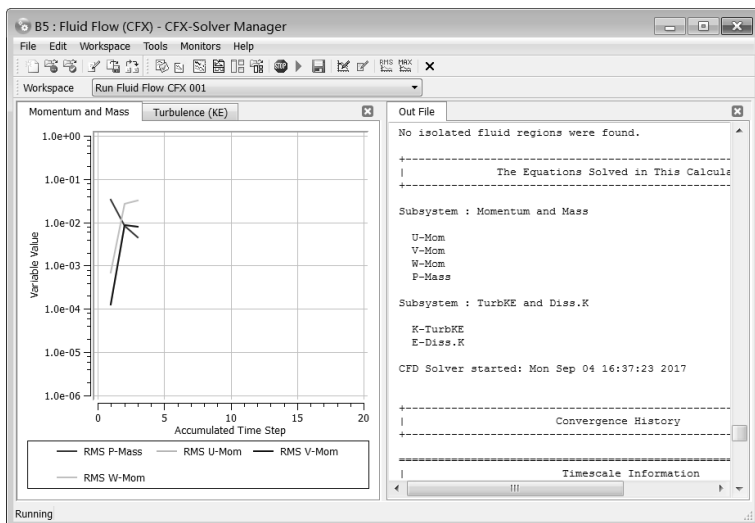 B5 : Fluid Flow (CFX) - CFX-Solver Manager
File Edit Workspace Tools Monitors Help
STOP RMS MAX
Workspace Run Fluid Flow CFX 001
Momentum and Mass Turbulence (KE)
1.0e+00
1.0e-01
1.0e-02
1.0e-03
1.0e-04
1.0e-05
1.0e-06
Variable Value
0 5 10 15 20
Accumulated Time Step
RMS P-Mass RMS U-Mom RMS V-Mom
RMS W-Mom
Out File
No isolated fluid regions were found.
The Equations Solved in This Calcula
Subsystem : Momentum and Mass
U-Mom
V-Mom
W-Mom
P-Mass
Subsystem : TurbKE and Diss.K
K-TurbKE
E-Diss.K
CFD Solver started: Mon Sep 04 16:37:23 2017
Convergence History
Timescale Information
Running